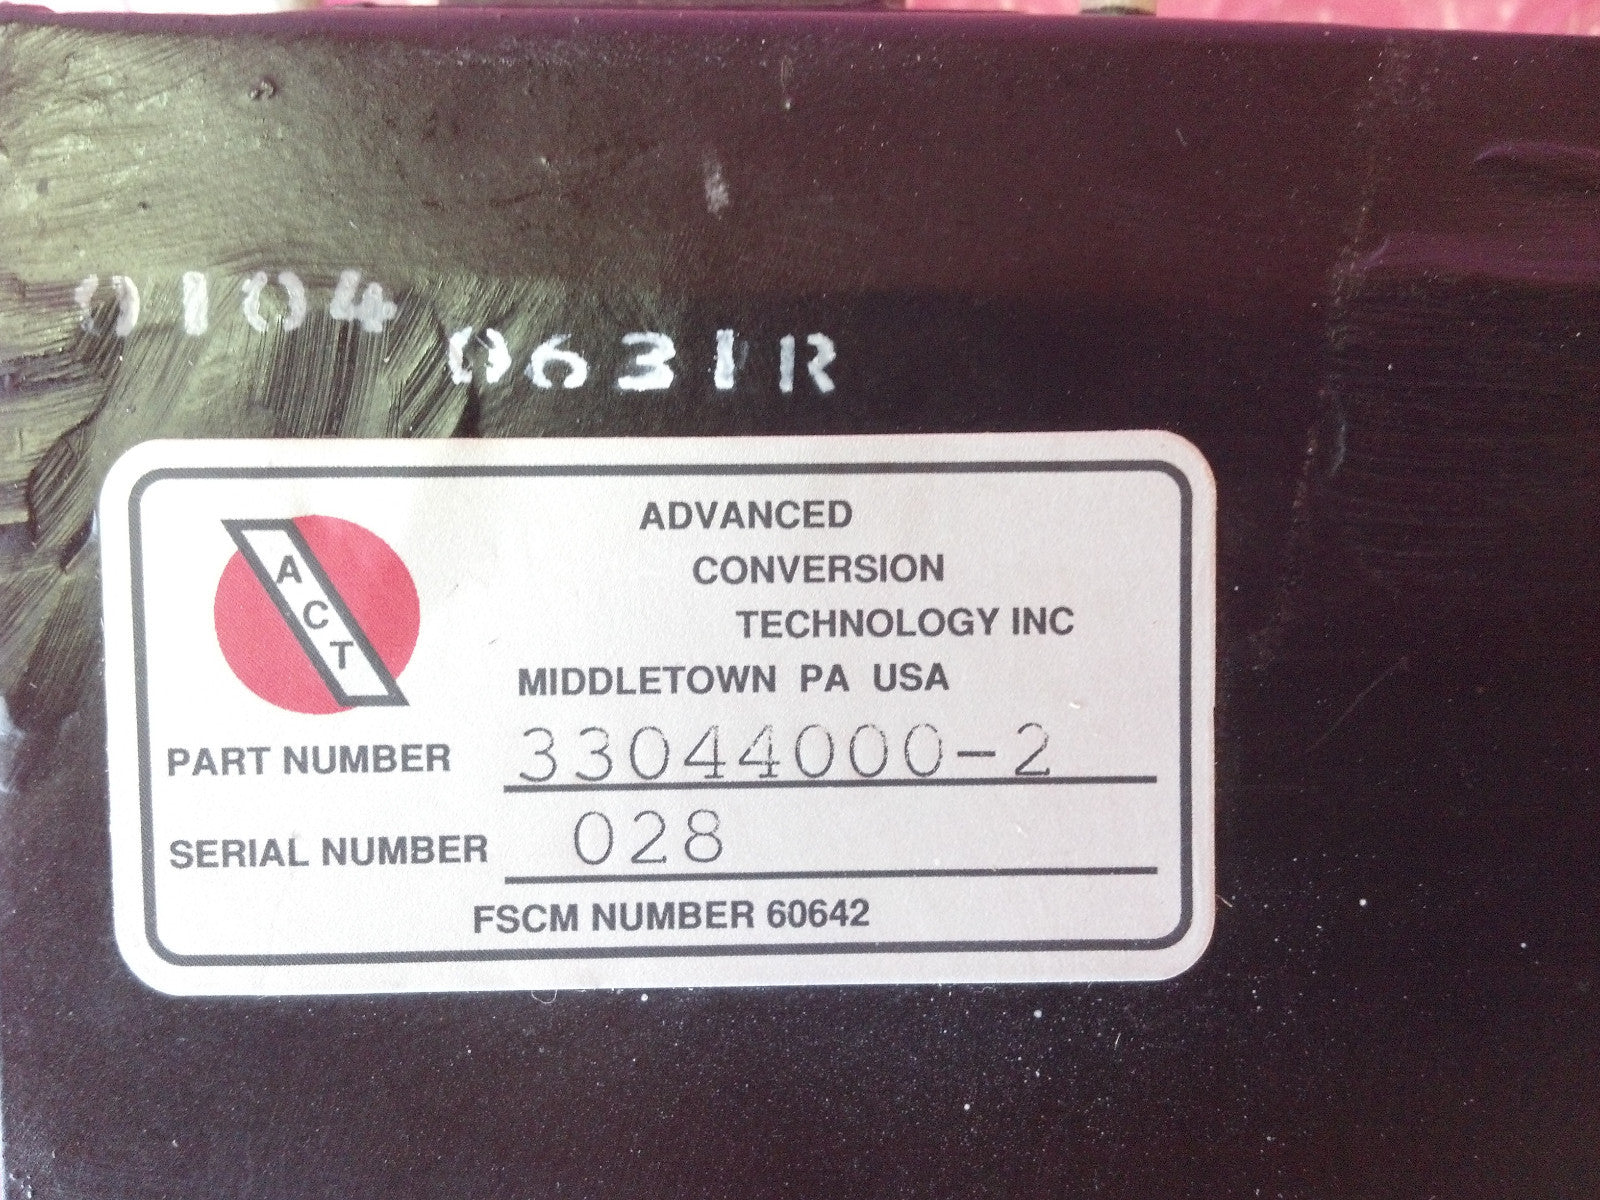 0104
0631R
ACT
ADVANCED
CONVERSION
TECHNOLOGY INC
MIDDLETOWN PA USA
PART NUMBER 33044000-2
SERIAL NUMBER 028
FSCM NUMBER 60642